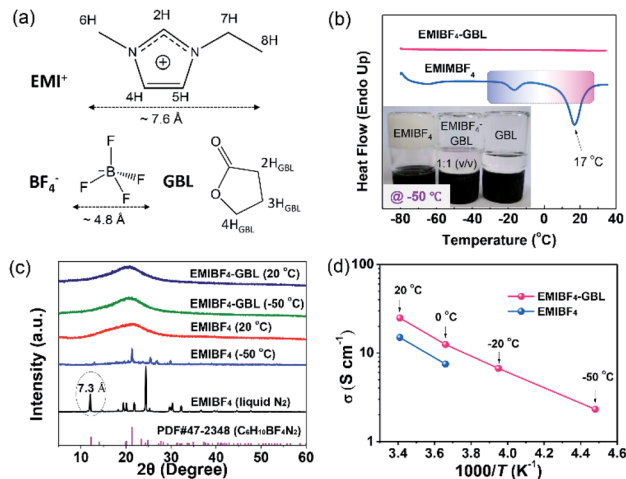 (a)
2H
6H
7H
8H
EMI⁺
4H
5H
~ 7.6 Å
F
B
F
F
F
BF₄⁻
~ 4.8 Å
GBL
O
O
2H_GBL
3H_GBL
4H_GBL
(b)
EMIBF₄-GBL
EMIMBF₄
EMIBF₄
EMIBF₄-
GBL
GBL
1:1 (v/v)
@ -50 °C
17 °C
Heat Flow (Endo Up)
-80 -60 -40 -20 0 20 40
Temperature (°C)
(c)
EMIBF₄-GBL (20 °C)
EMIBF₄-GBL (-50 °C)
EMIBF₄ (20 °C)
EMIBF₄ (-50 °C)
7.3 Å
EMIBF₄ (liquid N₂)
PDF#47-2348 (C₆H₁₀BF₄N₂)
Intensity (a.u.)
10 20 30 40 50 60
2θ (Degree)
(d)
100
20 °C
EMIBF₄-GBL
EMIBF₄
0 °C
-20 °C
10
-50 °C
1
σ (S cm⁻¹)
3.4 3.6 3.8 4.0 4.2 4.4 4.6
1000/T (K⁻¹)